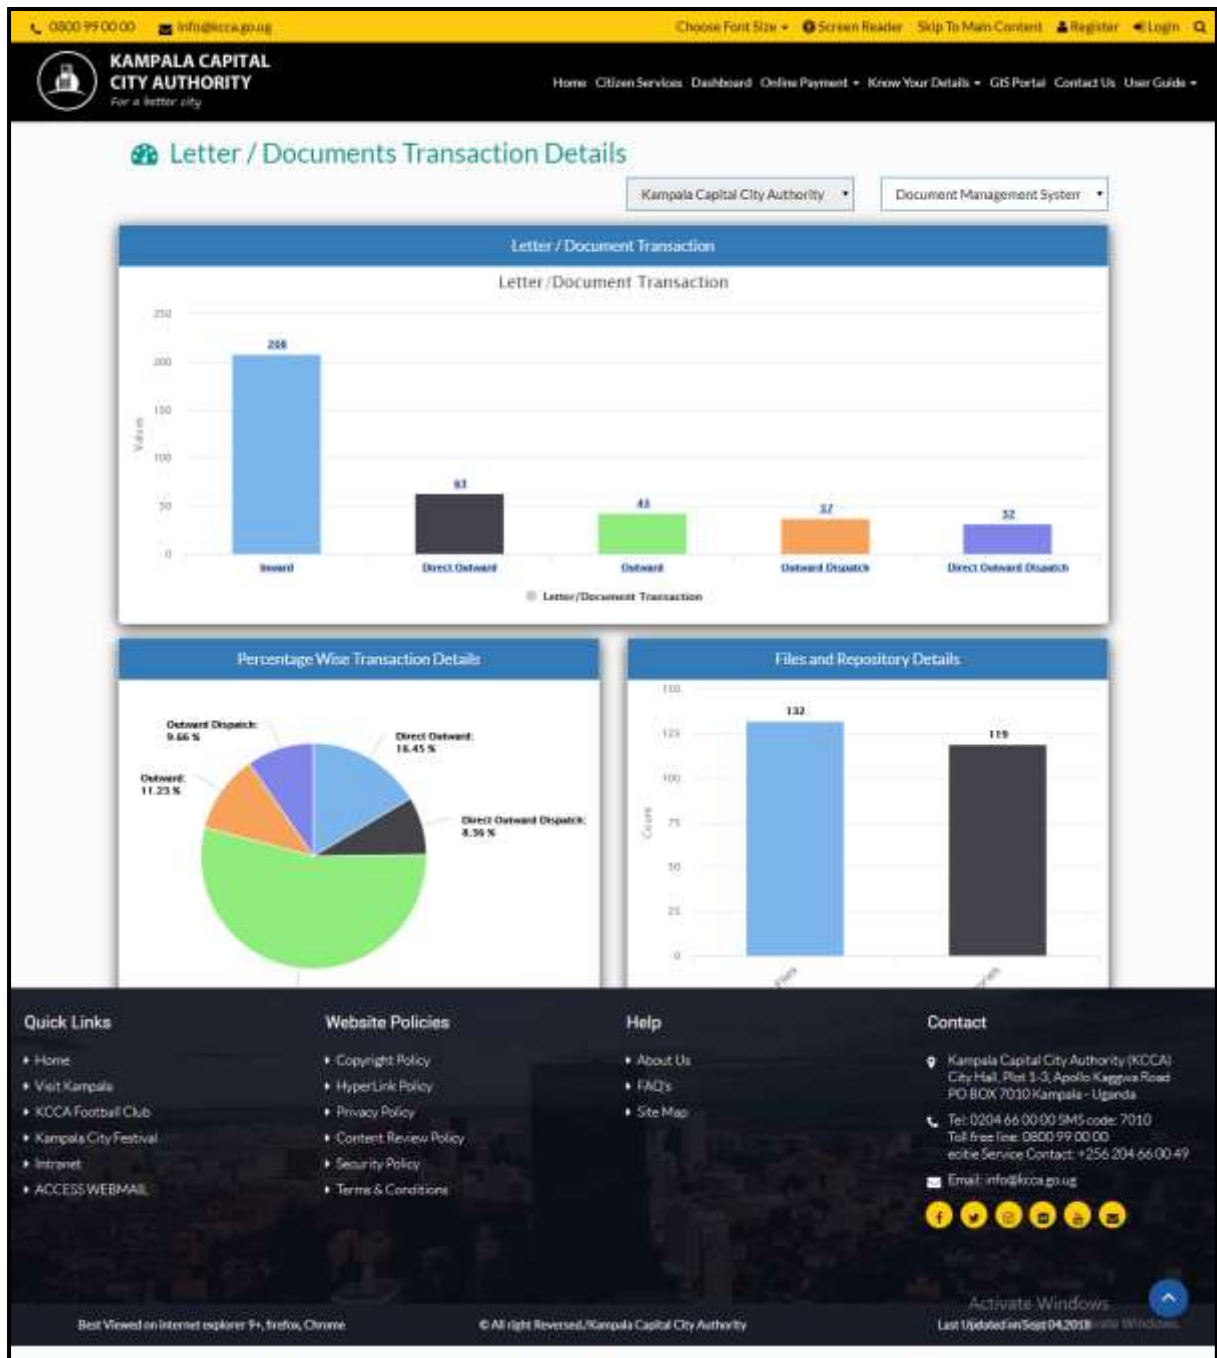 0800 99 00 00 info@kcca.go.ug Choose Font Size Screen Reader Skip To Main Content Register Login
KAMPALA CAPITAL
CITY AUTHORITY
For a better city
Home Citizen Services Dashboard Online Payment Know Your Details GIS Portal Contact Us User Guide
Letter / Documents Transaction Details
Kampala Capital City Authority Document Management System
Letter / Document Transaction
Letter/Document Transaction
250
200
150
100
50
0
Values
208
63
43
37
32
Inward Direct Outward Outward Outward Dispatch Direct Outward Dispatch
Letter/Document Transaction
Percentage Wise Transaction Details
Outward Dispatch:
9.66 %
Direct Outward:
16.45 %
Outward:
11.23 %
Direct Outward Dispatch:
8.36 %
Files and Repository Details
150
125
100
75
50
25
0
Count
132
119
Files
Quick Links
Home
Visit Kampala
KCCA Football Club
Kampala City Festival
Intranet
ACCESS WEBMAIL
Website Policies
Copyright Policy
HyperLink Policy
Privacy Policy
Content Review Policy
Security Policy
Terms & Conditions
Help
About Us
FAQ's
Site Map
Contact
Kampala Capital City Authority (KCCA)
City Hall, Plot 1-3, Apollo Kaggwa Road
PO BOX 7010 Kampala - Uganda
Tel: 0204 66 00 00 SMS code: 7010
Toll free line: 0800 99 00 00
ecitie Service Contact: +256 204 66 00 49
Email: info@kcca.go.ug
Activate Windows
Best Viewed on internet explorer 9+, firefox, Chrome
© All right Reversed./Kampala Capital City Authority
Last Updated on Sept 04,2018